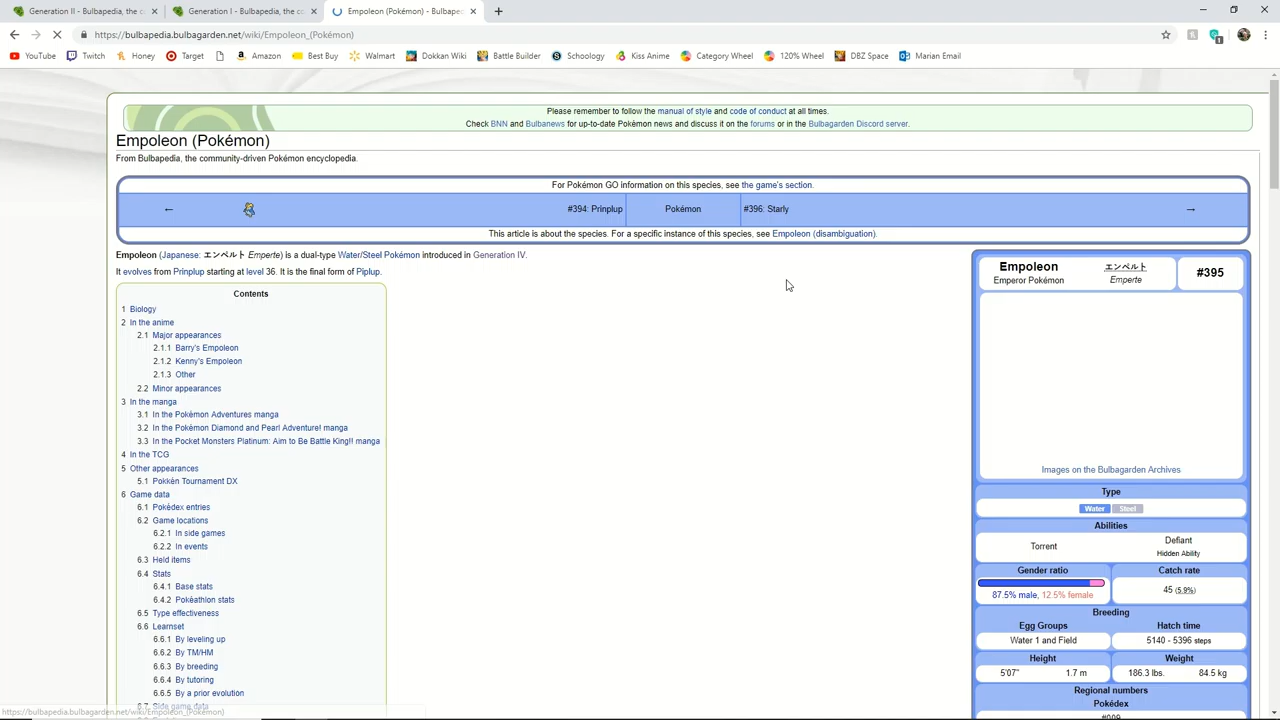 Generation II - Bulbapedia, the c
Generation I - Bulbapedia, the co
Empoleon (Pokémon) - Bulbapedi
https://bulbapedia.bulbagarden.net/wiki/Empoleon_(Pokémon)
YouTube Twitch Honey Target Amazon Best Buy Walmart Dokkan Wiki Battle Builder Schoology Kiss Anime Category Wheel 120% Wheel DBZ Space Marian Email
Please remember to follow the manual of style and code of conduct at all times.
Check BNN and Bulbanews for up-to-date Pokémon news and discuss it on the forums or in the Bulbagarden Discord server.
Empoleon (Pokémon)
From Bulbapedia, the community-driven Pokémon encyclopedia.
For Pokémon GO information on this species, see the game's section.
← #394: Prinplup Pokémon #396: Starly →
This article is about the species. For a specific instance of this species, see Empoleon (disambiguation).
Empoleon (Japanese: エンペルト Emperte) is a dual-type Water/Steel Pokémon introduced in Generation IV.
It evolves from Prinplup starting at level 36. It is the final form of Piplup.
Contents
1 Biology
2 In the anime
2.1 Major appearances
2.1.1 Barry's Empoleon
2.1.2 Kenny's Empoleon
2.1.3 Other
2.2 Minor appearances
3 In the manga
3.1 In the Pokémon Adventures manga
3.2 In the Pokémon Diamond and Pearl Adventure! manga
3.3 In the Pocket Monsters Platinum: Aim to Be Battle King!! manga
4 In the TCG
5 Other appearances
5.1 Pokkén Tournament DX
6 Game data
6.1 Pokédex entries
6.2 Game locations
6.2.1 In side games
6.2.2 In events
6.3 Held items
6.4 Stats
6.4.1 Base stats
6.4.2 Pokéathlon stats
6.5 Type effectiveness
6.6 Learnset
6.6.1 By leveling up
6.6.2 By TM/HM
6.6.3 By breeding
6.6.4 By tutoring
6.6.5 By a prior evolution
6.7 Side game data
https://bulbapedia.bulbagarden.net/wiki/Empoleon_(Pokémon)
Empoleon エンペルト #395
Emperor Pokémon Emperte
Images on the Bulbagarden Archives
Type
Water Steel
Abilities
Torrent Defiant
Hidden Ability
Gender ratio Catch rate
87.5% male, 12.5% female 45 (5.9%)
Breeding
Egg Groups Hatch time
Water 1 and Field 5140 - 5396 steps
Height Weight
5'07" 1.7 m 186.3 lbs. 84.5 kg
Regional numbers
Pokédex
#009